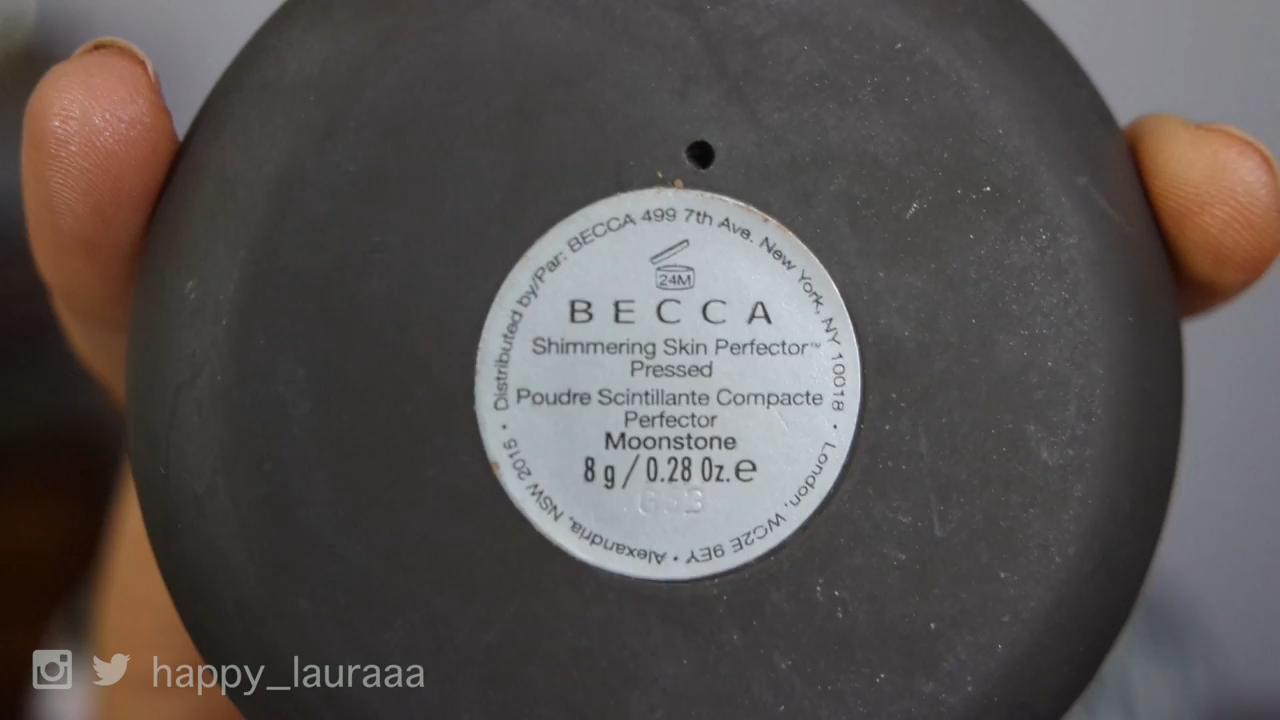 Distributed by/Par: BECCA 499 7th Ave. New York, NY 10018 • London, WC2E 9EY • Alexandria, NSW 2015 •
24M
BECCA
Shimmering Skin Perfector™
Pressed
Poudre Scintillante Compacte
Perfector
Moonstone
8 g / 0.28 Oz. e
happy_lauraaa